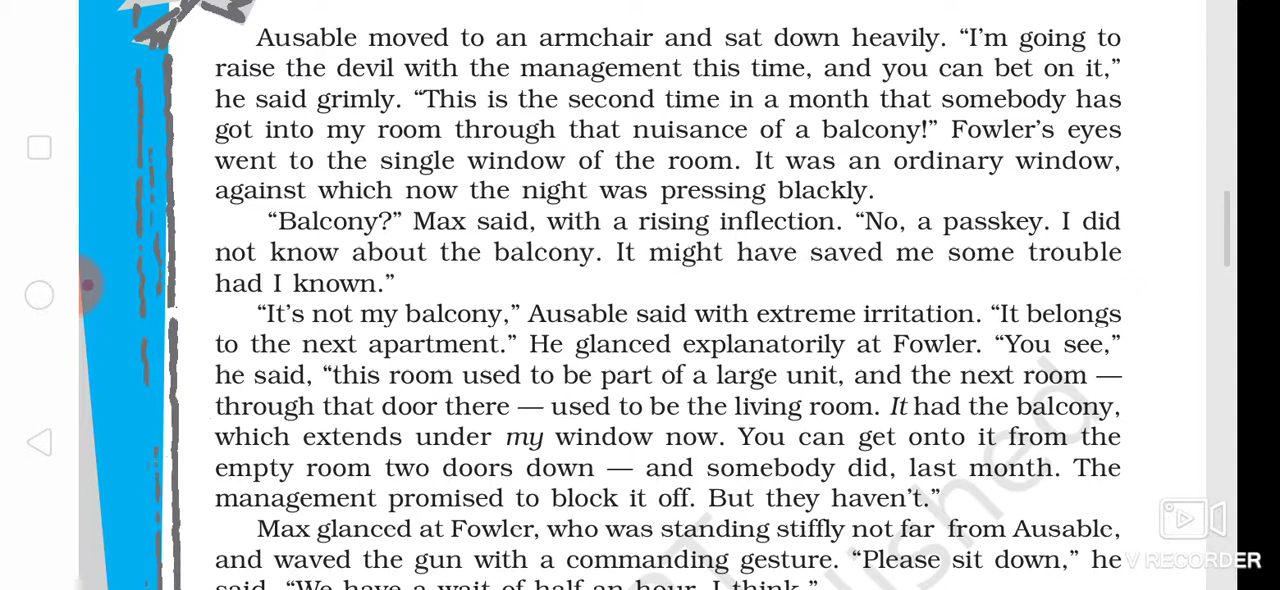 Ausable moved to an armchair and sat down heavily. “I’m going to
raise the devil with the management this time, and you can bet on it,”
he said grimly. “This is the second time in a month that somebody has
got into my room through that nuisance of a balcony!” Fowler’s eyes
went to the single window of the room. It was an ordinary window,
against which now the night was pressing blackly.
“Balcony?” Max said, with a rising inflection. “No, a passkey. I did
not know about the balcony. It might have saved me some trouble
had I known.”
“It’s not my balcony,” Ausable said with extreme irritation. “It belongs
to the next apartment.” He glanced explanatorily at Fowler. “You see,”
he said, “this room used to be part of a large unit, and the next room —
through that door there — used to be the living room. It had the balcony,
which extends under my window now. You can get onto it from the
empty room two doors down — and somebody did, last month. The
management promised to block it off. But they haven’t.”
Max glanced at Fowler, who was standing stiffly not far from Ausable,
and waved the gun with a commanding gesture. “Please sit down,” he
said. “We have a wait of half an hour, I think.”
V RECORDER